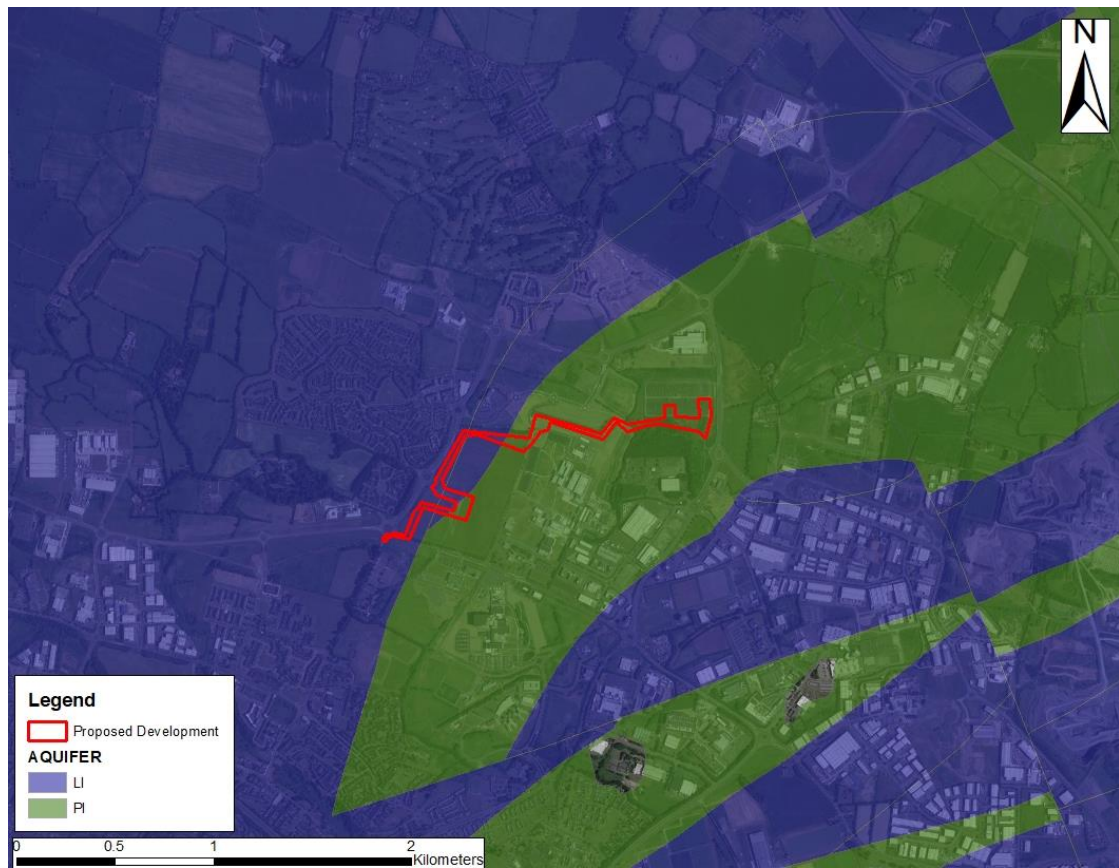 N
Legend
Proposed Development
AQUIFER
LI
PI
0 0.5 1 2
Kilometers